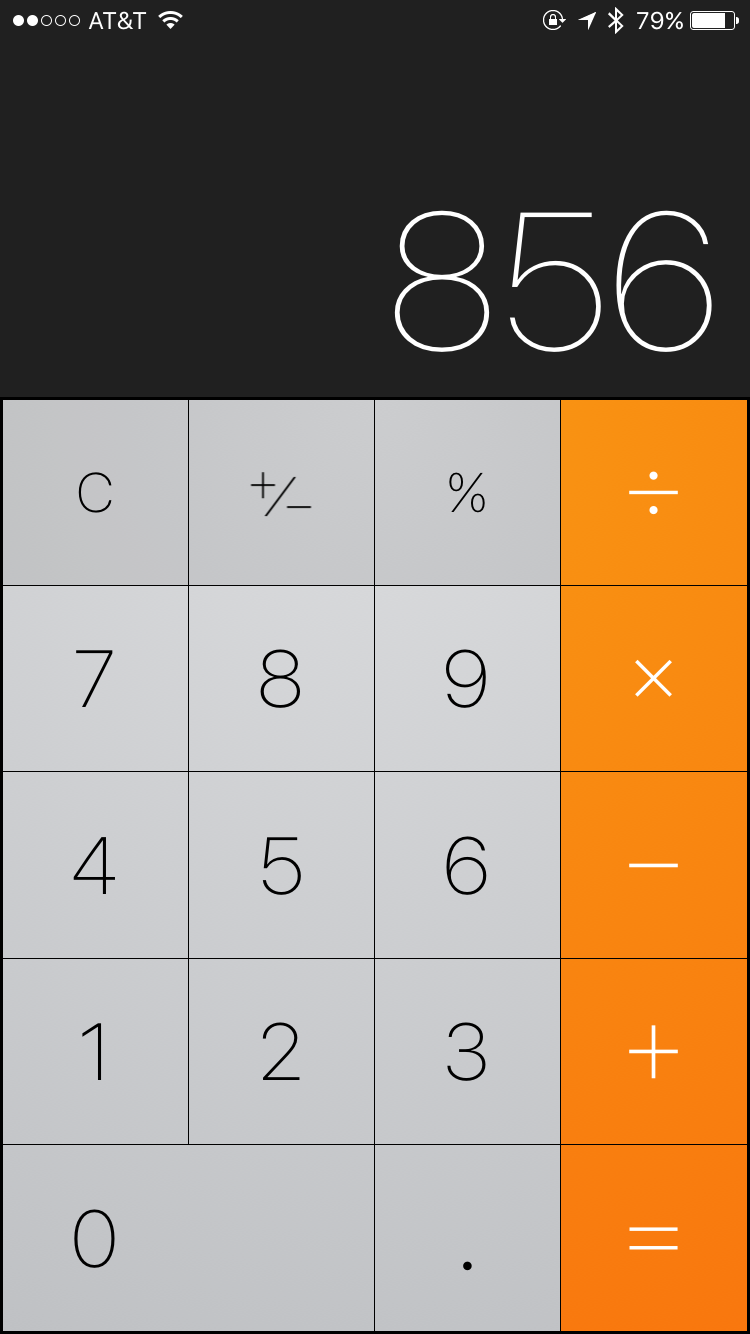 AT&T 79%
856
C +/− % ÷
7 8 9 ×
4 5 6 −
1 2 3 +
0 . =